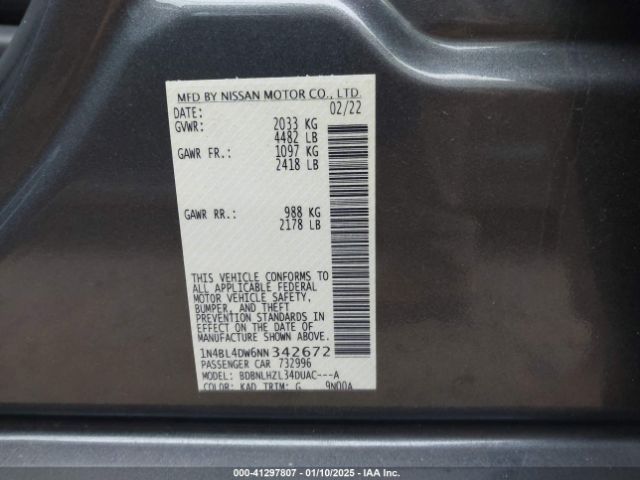 MFD BY NISSAN MOTOR CO., LTD.
DATE: 02/22
GVWR: 2033 KG
4482 LB
GAWR FR.: 1097 KG
2418 LB
GAWR RR.: 988 KG
2178 LB
THIS VEHICLE CONFORMS TO
ALL APPLICABLE FEDERAL
MOTOR VEHICLE SAFETY,
BUMPER, AND THEFT
PREVENTION STANDARDS IN
EFFECT ON THE DATE OF
MANUFACTURE SHOWN ABOVE.
1N4BL4DW6NN342672
PASSENGER CAR 732996
MODEL: BDBNLHZL34DUAC---A
COLOR: KAD TRIM: G 9N00A
00-41297807 - 01/10/2025 - IAA Inc.